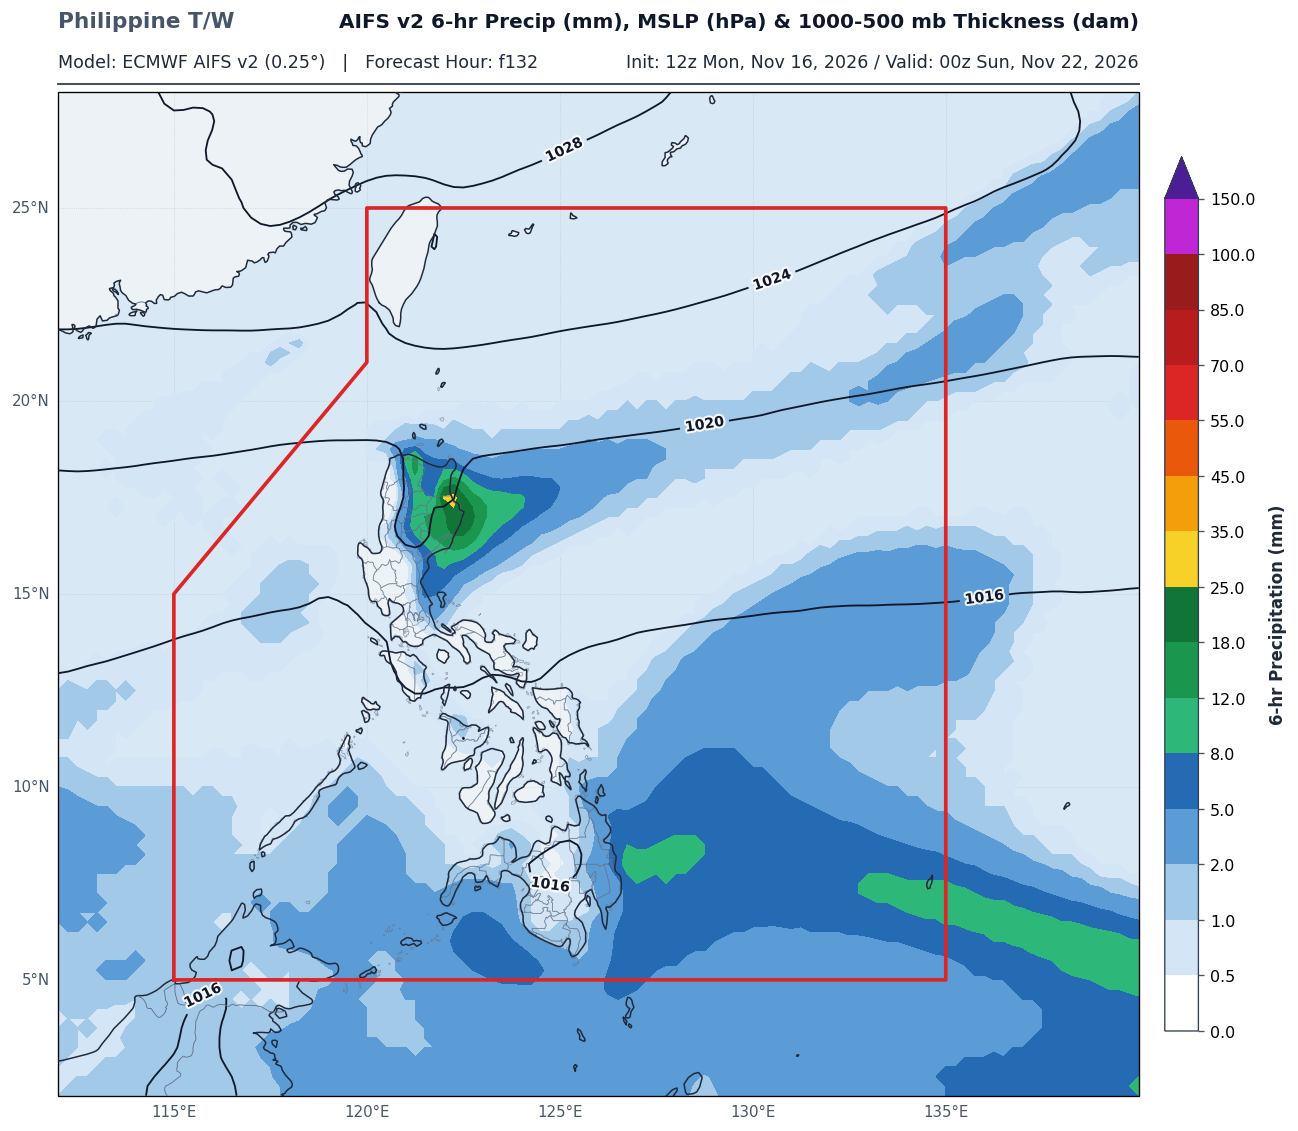 Philippine T/W
AIFS v2 6-hr Precip (mm), MSLP (hPa) & 1000-500 mb Thickness (dam)
Model: ECMWF AIFS v2 (0.25°) | Forecast Hour: f132
Init: 12z Mon, Nov 16, 2026 / Valid: 00z Sun, Nov 22, 2026
1028
1024
1020
1016
1016
1016
25°N
20°N
15°N
10°N
5°N
115°E
120°E
125°E
130°E
135°E
150.0
100.0
85.0
70.0
55.0
45.0
35.0
25.0
18.0
12.0
8.0
5.0
2.0
1.0
0.5
0.0
6-hr Precipitation (mm)